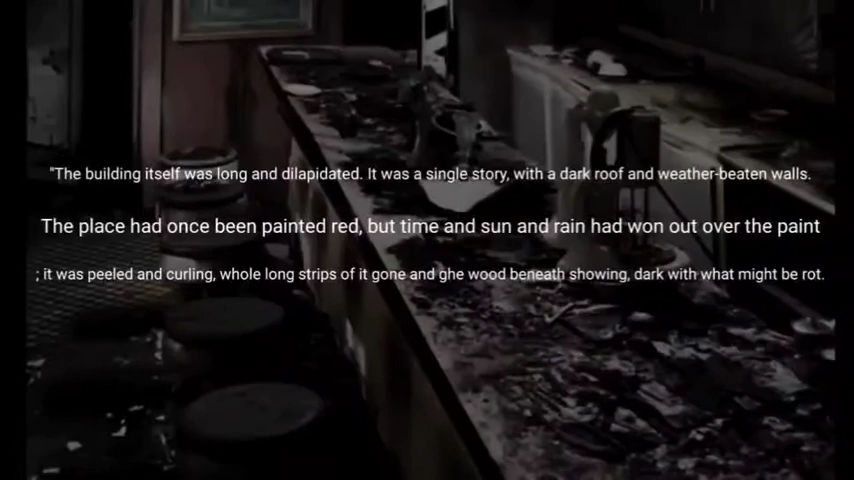 "The building itself was long and dilapidated. It was a single story, with a dark roof and weather-beaten walls.
The place had once been painted red, but time and sun and rain had won out over the paint
; it was peeled and curling, whole long strips of it gone and ghe wood beneath showing, dark with what might be rot.